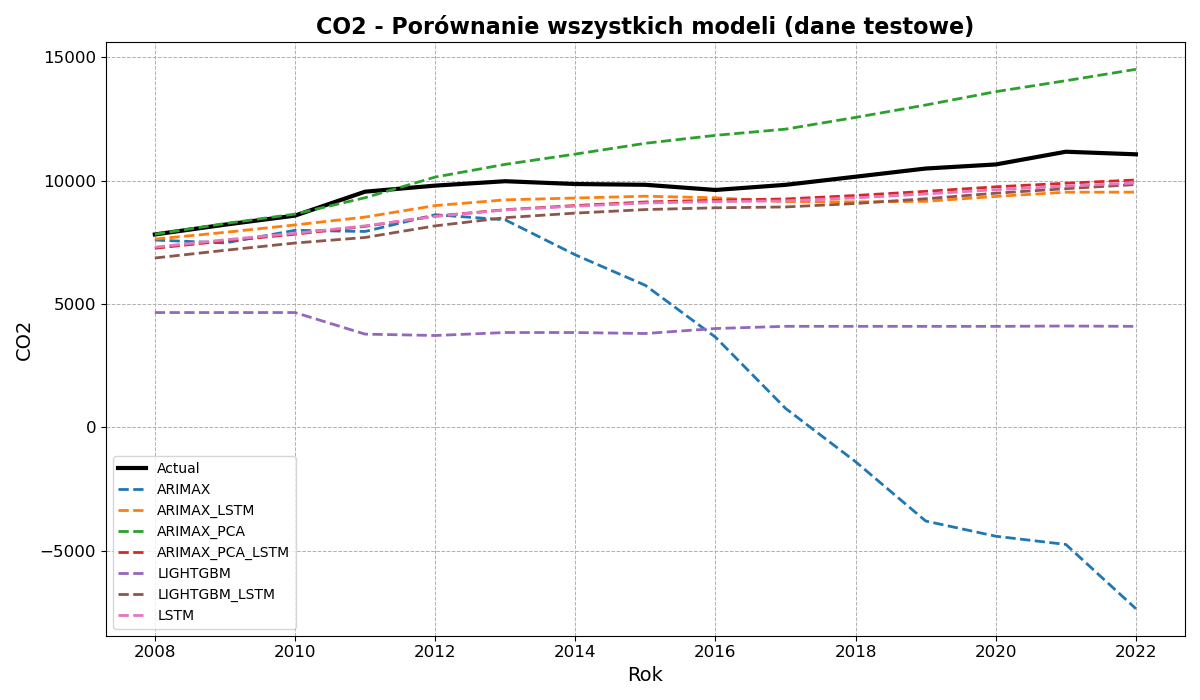 CO2 - Porównanie wszystkich modeli (dane testowe)
15000
10000
5000
0
−5000
CO2
Actual
ARIMAX
ARIMAX_LSTM
ARIMAX_PCA
ARIMAX_PCA_LSTM
LIGHTGBM
LIGHTGBM_LSTM
LSTM
2008 2010 2012 2014 2016 2018 2020 2022
Rok